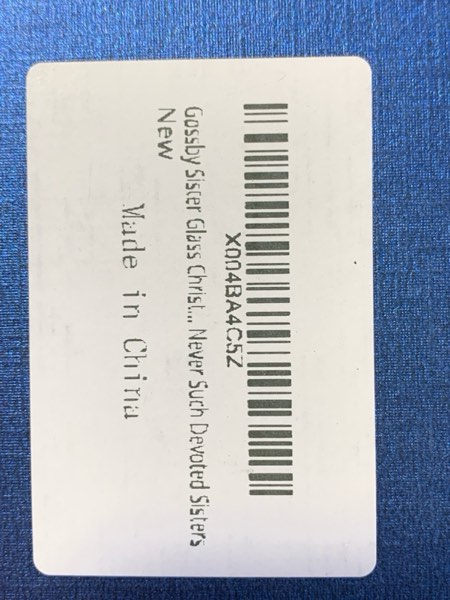 X004BA4C5Z
Gossby Sister Glass Christ... Never Such Devoted Sisters
New
Made in China